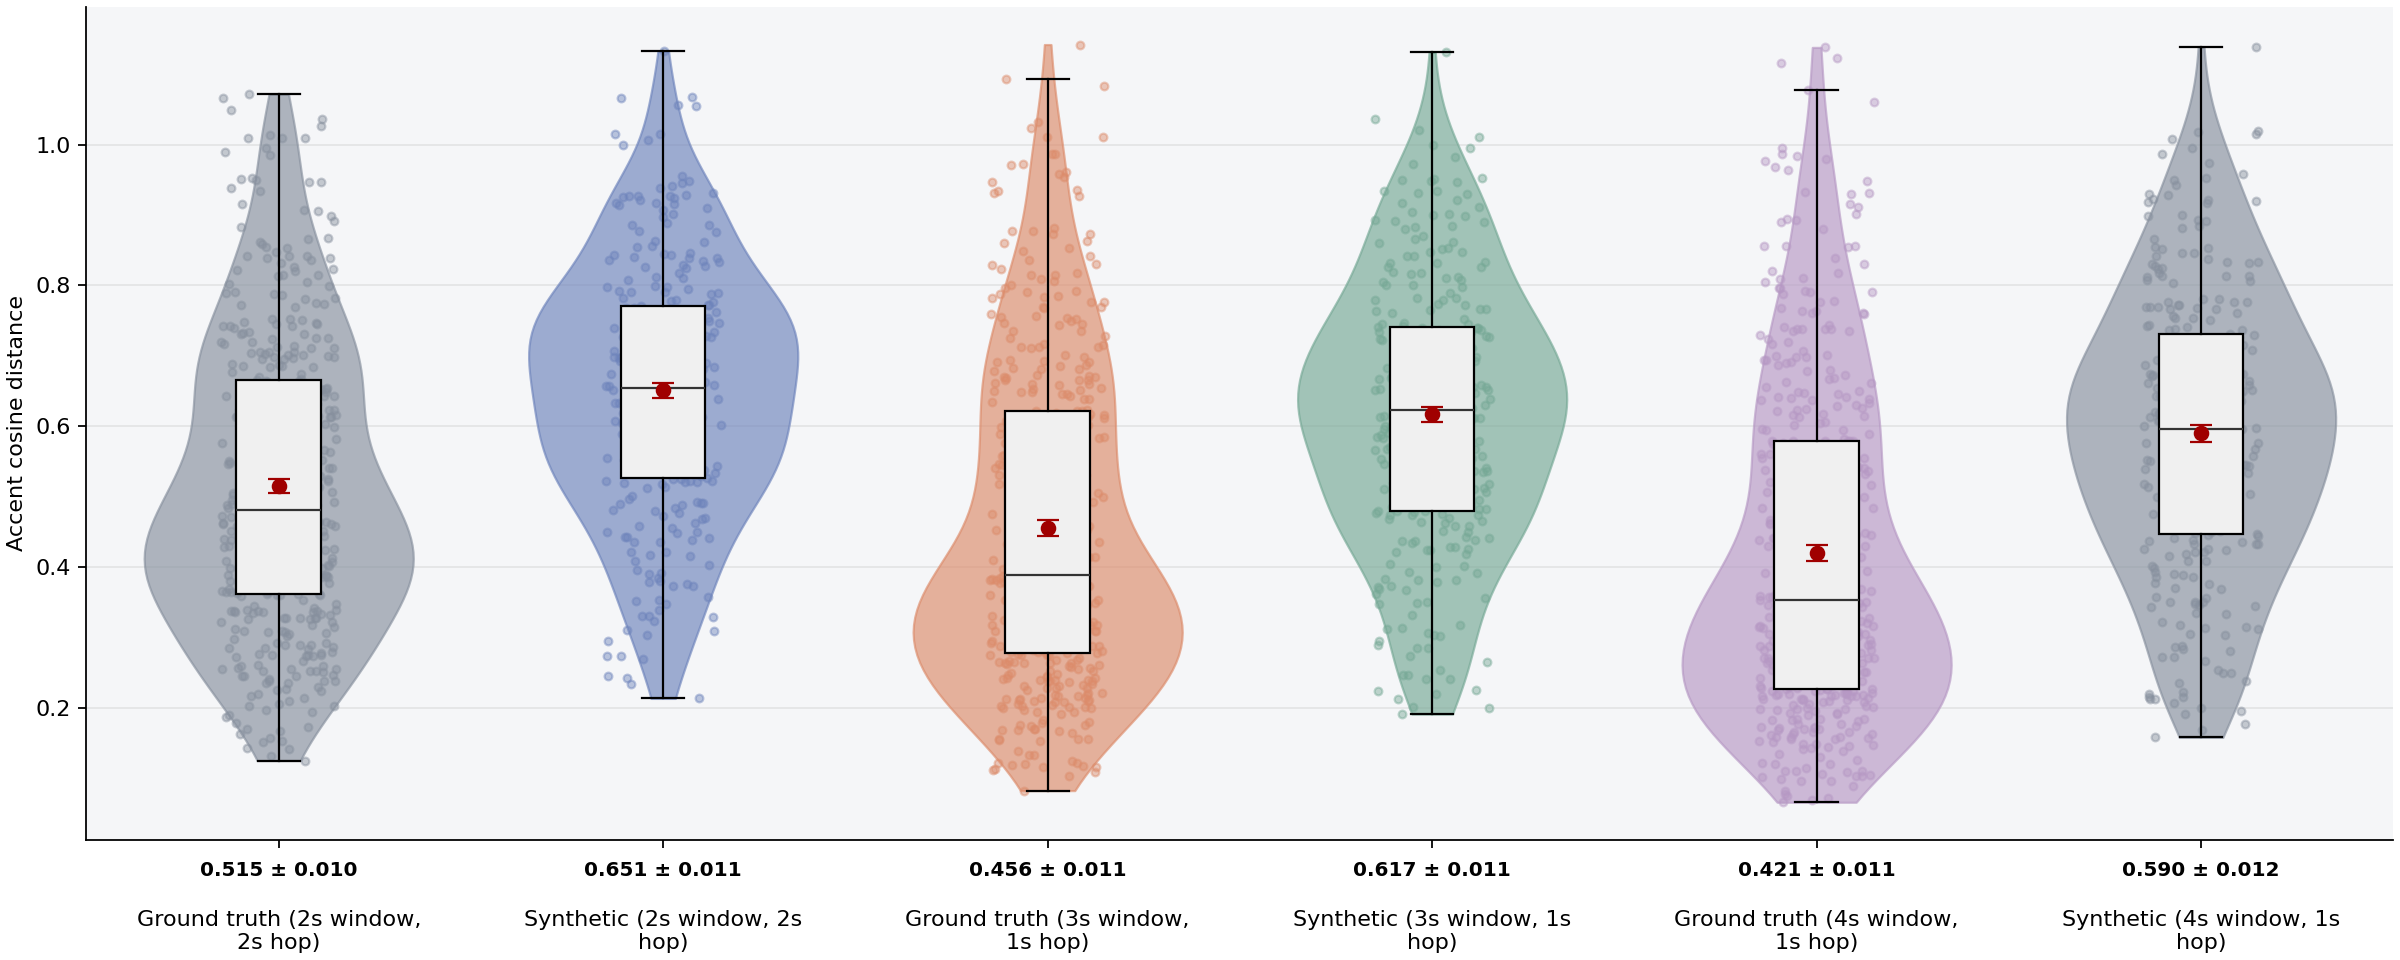 Accent cosine distance
1.0
0.8
0.6
0.4
0.2
0.515 ± 0.010
0.651 ± 0.011
0.456 ± 0.011
0.617 ± 0.011
0.421 ± 0.011
0.590 ± 0.012
Ground truth (2s window,
2s hop)
Synthetic (2s window, 2s
hop)
Ground truth (3s window,
1s hop)
Synthetic (3s window, 1s
hop)
Ground truth (4s window,
1s hop)
Synthetic (4s window, 1s
hop)